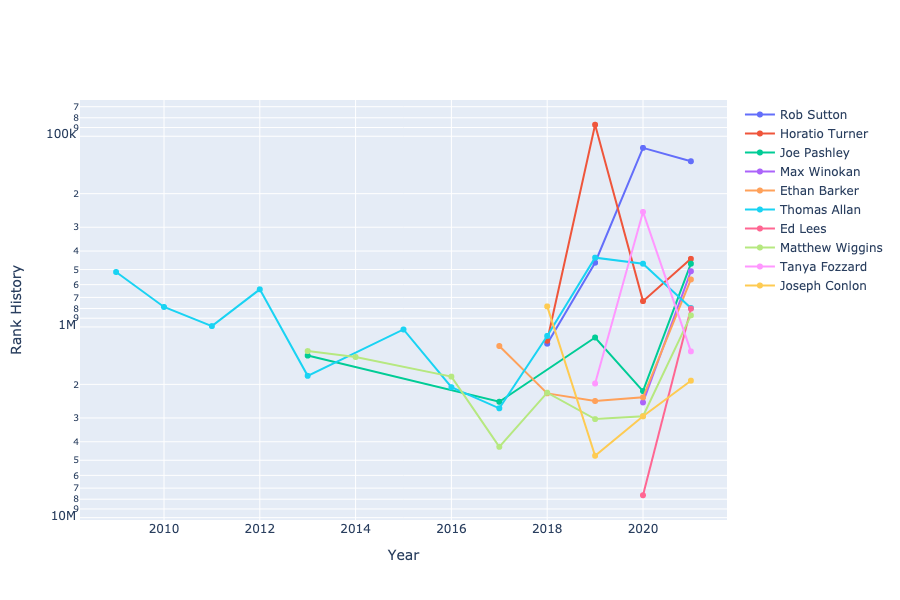 7
8
9
100k
2
3
4
5
6
7
8
9
1M
2
3
4
5
6
7
8
9
10M
2010 2012 2014 2016 2018 2020
Year
Rank History
Rob Sutton
Horatio Turner
Joe Pashley
Max Winokan
Ethan Barker
Thomas Allan
Ed Lees
Matthew Wiggins
Tanya Fozzard
Joseph Conlon